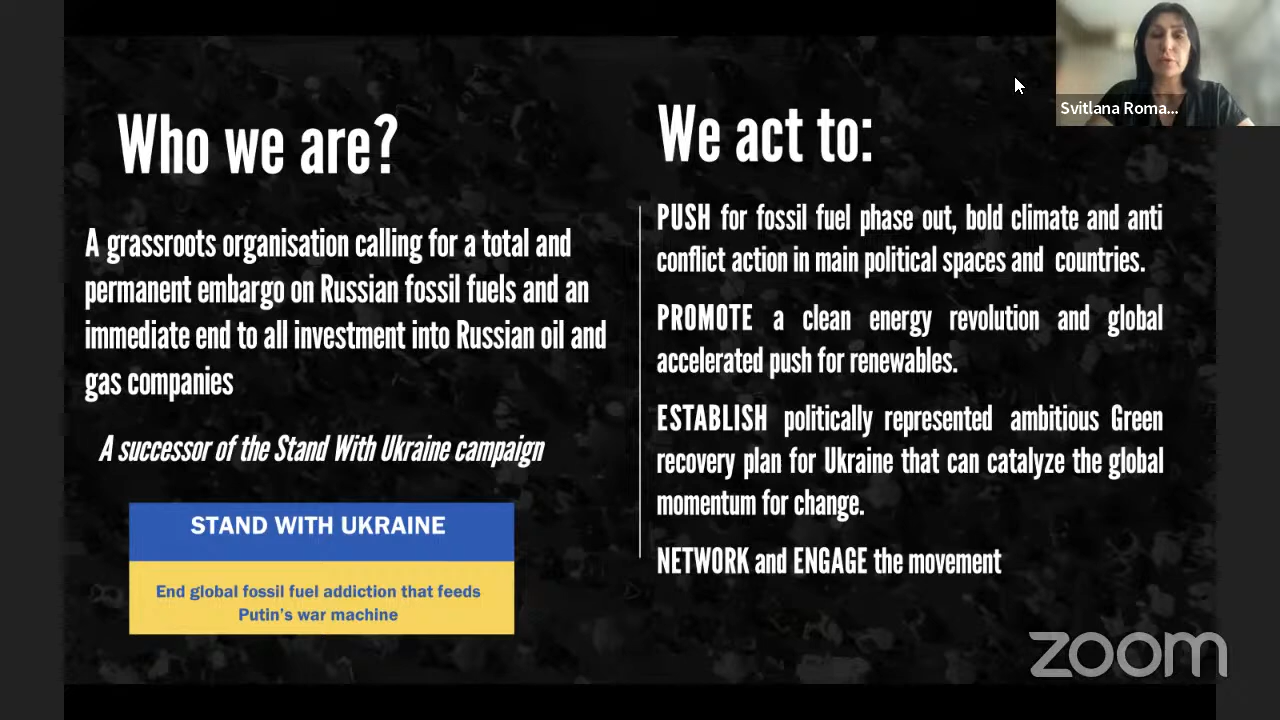 Who we are?
A grassroots organisation calling for a total and
permanent embargo on Russian fossil fuels and an
immediate end to all investment into Russian oil and
gas companies
A successor of the Stand With Ukraine campaign
STAND WITH UKRAINE
End global fossil fuel addiction that feeds
Putin's war machine
We act to:
PUSH for fossil fuel phase out, bold climate and anti
conflict action in main political spaces and countries.
PROMOTE a clean energy revolution and global
accelerated push for renewables.
ESTABLISH politically represented ambitious Green
recovery plan for Ukraine that can catalyze the global
momentum for change.
NETWORK and ENGAGE the movement
Svitlana Roma...
zoom